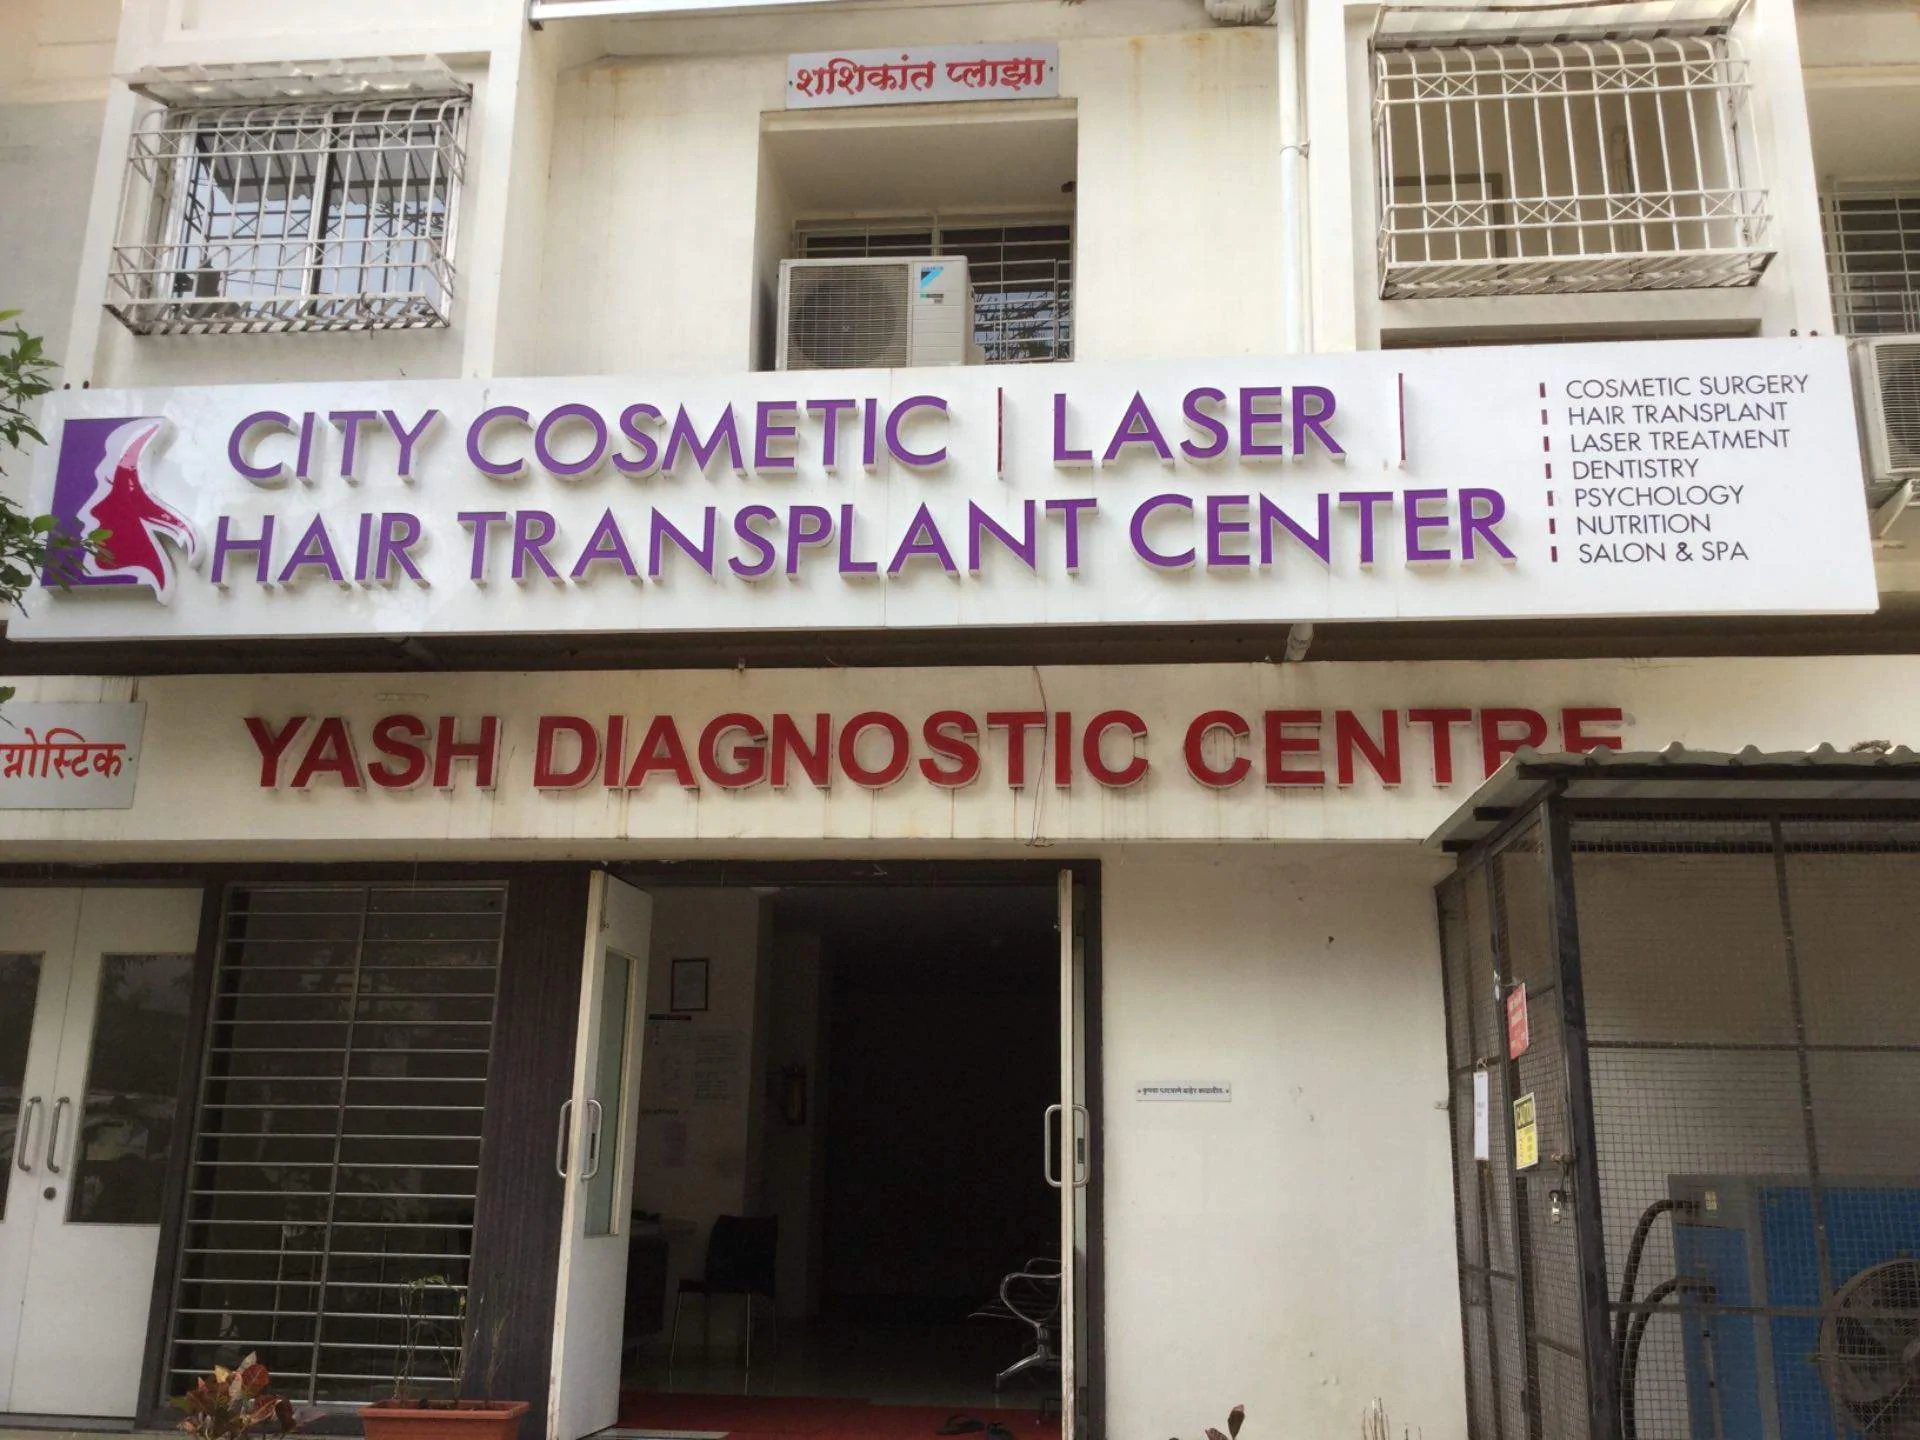 शशिकांत प्लाझा
CITY COSMETIC | LASER |
HAIR TRANSPLANT CENTER
COSMETIC SURGERY
HAIR TRANSPLANT
LASER TREATMENT
DENTISTRY
PSYCHOLOGY
NUTRITION
SALON & SPA
YASH DIAGNOSTIC CENTRE
ग्नोस्टिक
CAUTION